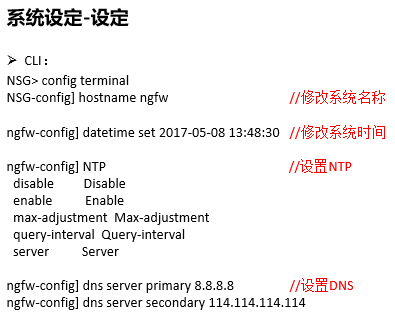 系统设定-设定
➢ CLI：
NSG> config terminal
NSG-config] hostname ngfw //修改系统名称
ngfw-config] datetime set 2017-05-08 13:48:30 //修改系统时间
ngfw-config] NTP //设置NTP
disable Disable
enable Enable
max-adjustment Max-adjustment
query-interval Query-interval
server Server
ngfw-config] dns server primary 8.8.8.8 //设置DNS
ngfw-config] dns server secondary 114.114.114.114